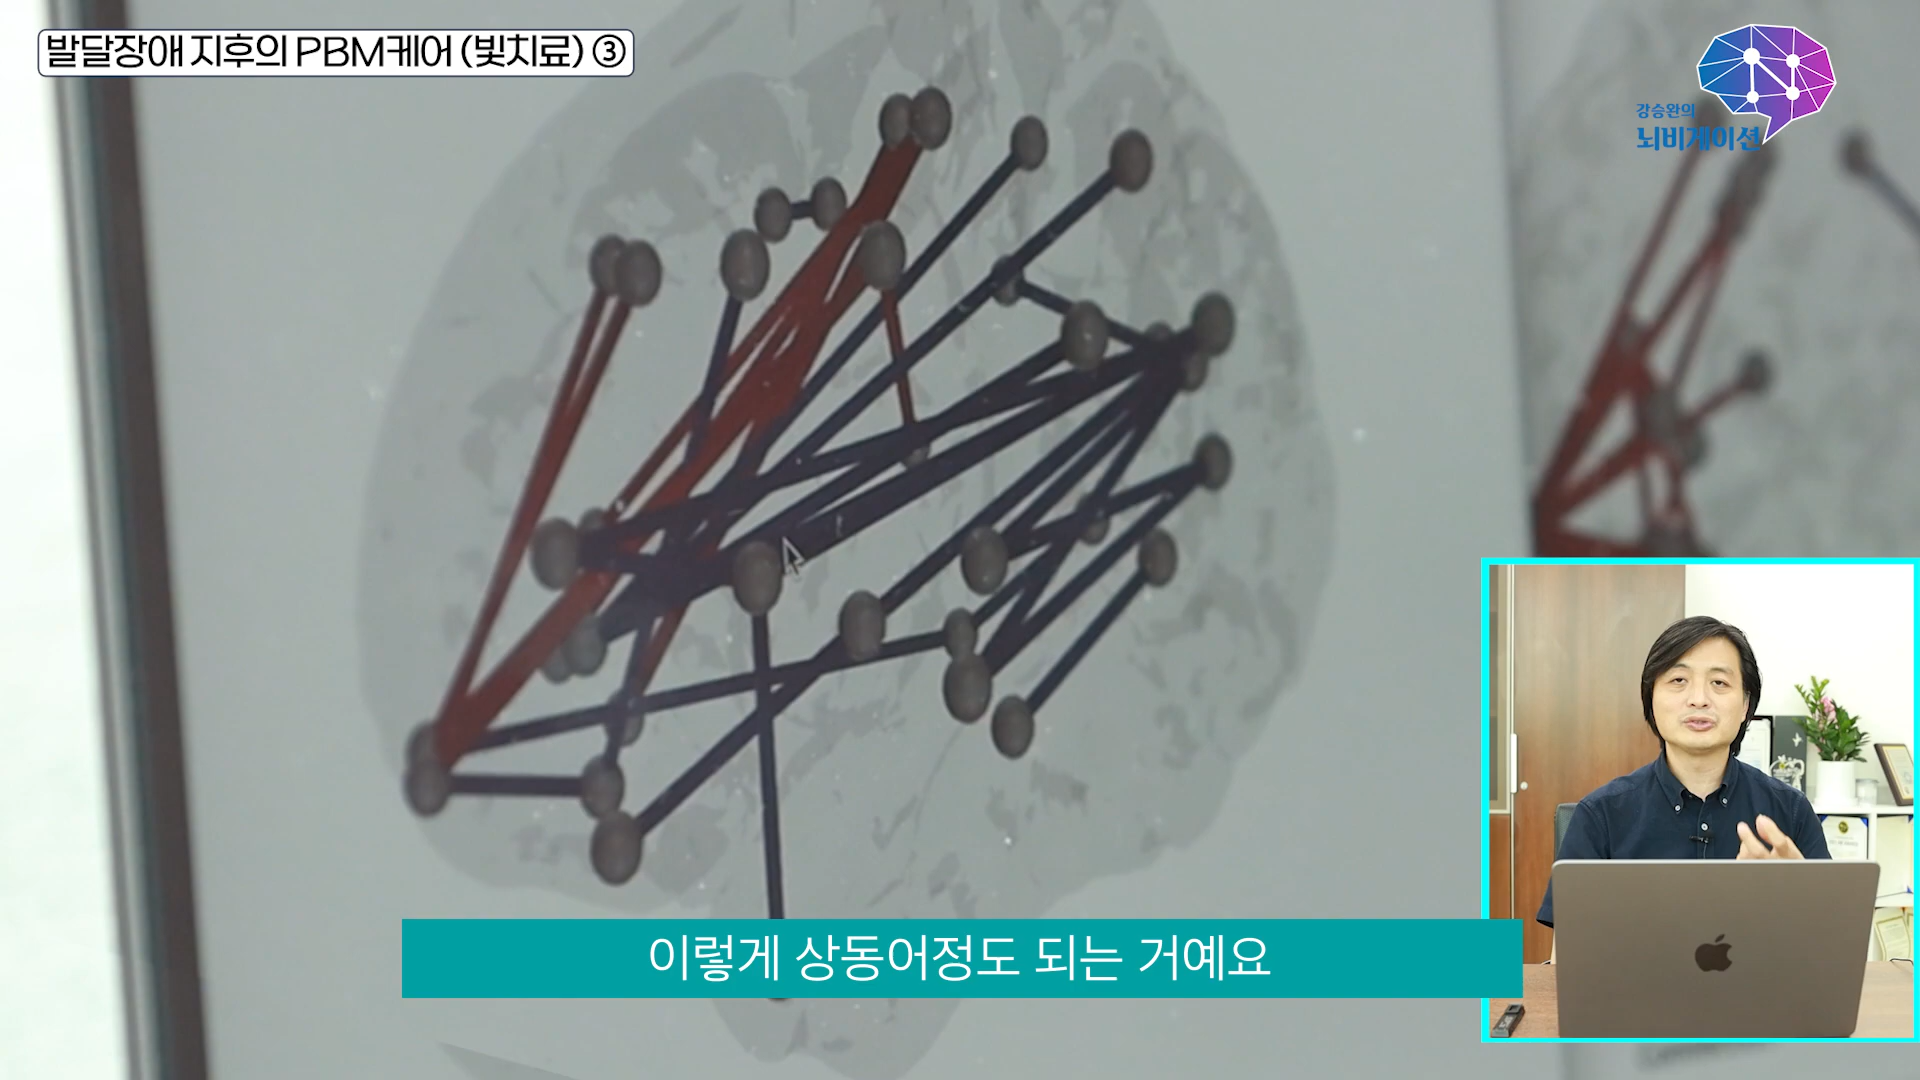 발달장애 지후의 PBM케어 (빛치료) ③
강승완의
뇌비게이션
이렇게 상동어정도 되는 거예요